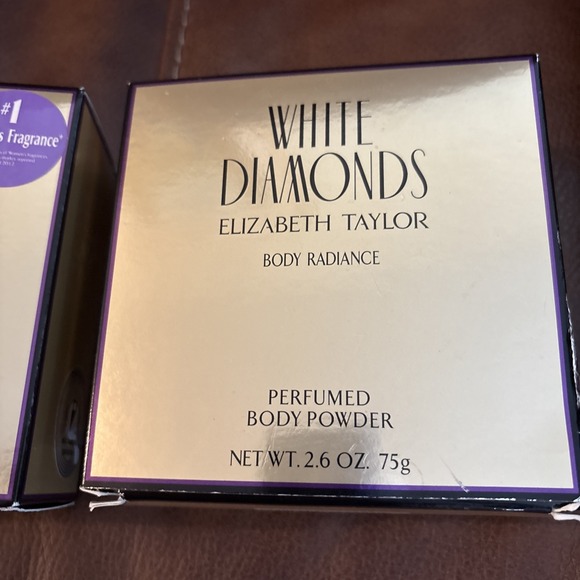 #1
s Fragrance*
WHITE
DIAMONDS
ELIZABETH TAYLOR
BODY RADIANCE
PERFUMED
BODY POWDER
NET WT. 2.6 OZ. 75g